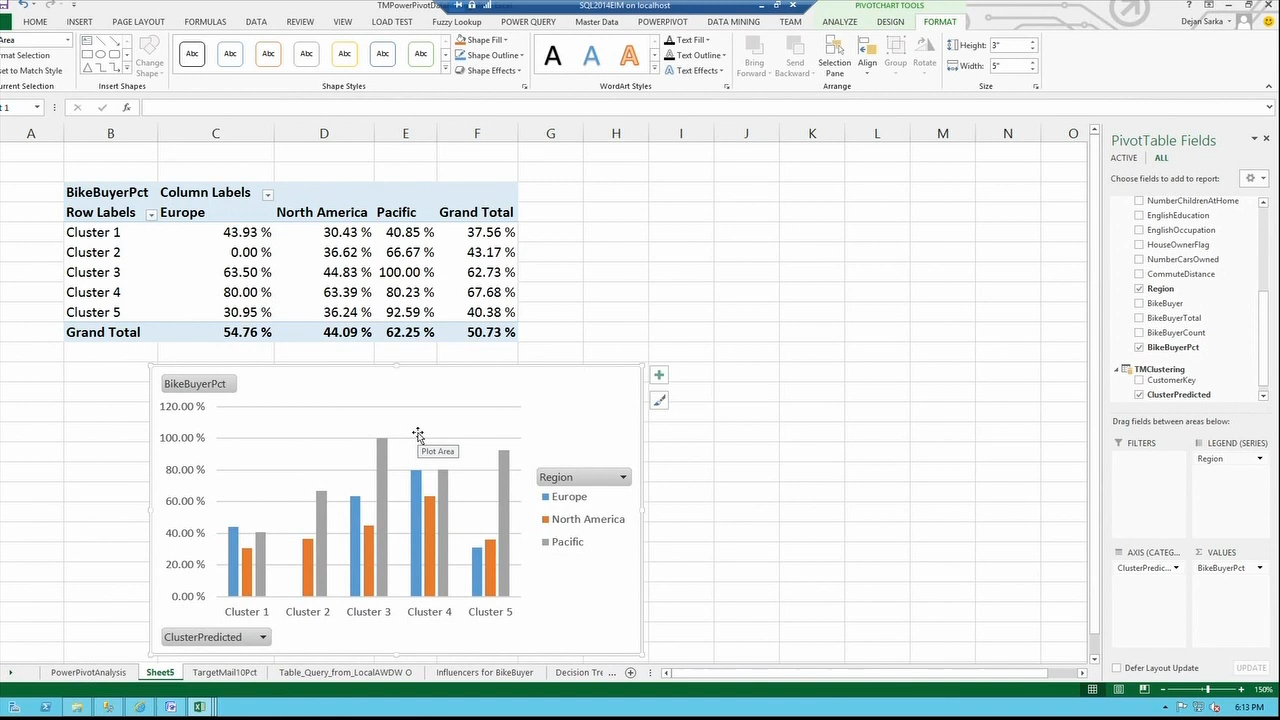 TMPowerPivotDa
SQL2014EIM on localhost
PIVOTCHART TOOLS
HOME
INSERT
PAGE LAYOUT
FORMULAS
DATA
REVIEW
VIEW
LOAD TEST
Fuzzy Lookup
POWER QUERY
Master Data
POWERPIVOT
DATA MINING
TEAM
ANALYZE
DESIGN
FORMAT
Dejan Sarka
Area
rmat Selection
set to Match Style
rent Selection
Change
Shape
Insert Shapes
Abc Abc Abc Abc Abc Abc Abc
Shape Fill
Shape Outline
Shape Effects
Shape Styles
A A A
Text Fill
Text Outline
Text Effects
WordArt Styles
Bring
Forward
Send
Backward
Selection
Pane
Align
Group
Rotate
Arrange
Height: 3"
Width: 5"
Size
t 1
fx
A B C D E F G H I J K L M N O
BikeBuyerPct Column Labels
Row Labels Europe North America Pacific Grand Total
Cluster 1 43.93 % 30.43 % 40.85 % 37.56 %
Cluster 2 0.00 % 36.62 % 66.67 % 43.17 %
Cluster 3 63.50 % 44.83 % 100.00 % 62.73 %
Cluster 4 80.00 % 63.39 % 80.23 % 67.68 %
Cluster 5 30.95 % 36.24 % 92.59 % 40.38 %
Grand Total 54.76 % 44.09 % 62.25 % 50.73 %
BikeBuyerPct
120.00 %
100.00 %
80.00 %
60.00 %
40.00 %
20.00 %
0.00 %
Plot Area
Cluster 1 Cluster 2 Cluster 3 Cluster 4 Cluster 5
Region
Europe
North America
Pacific
ClusterPredicted
PivotTable Fields
ACTIVE ALL
Choose fields to add to report:
NumberChildrenAtHome
EnglishEducation
EnglishOccupation
HouseOwnerFlag
NumberCarsOwned
CommuteDistance
Region
BikeBuyer
BikeBuyerTotal
BikeBuyerCount
BikeBuyerPct
TMClustering
CustomerKey
ClusterPredicted
Drag fields between areas below:
FILTERS
LEGEND (SERIES)
Region
AXIS (CATEG...
VALUES
ClusterPredic...
BikeBuyerPct
Defer Layout Update
UPDATE
PowerPivotAnalysis
Sheet5
TargetMail10Pct
Table_Query_from_LocalAWDW O
Influencers for BikeBuyer
Decision Tre ...
150%
6:13 PM